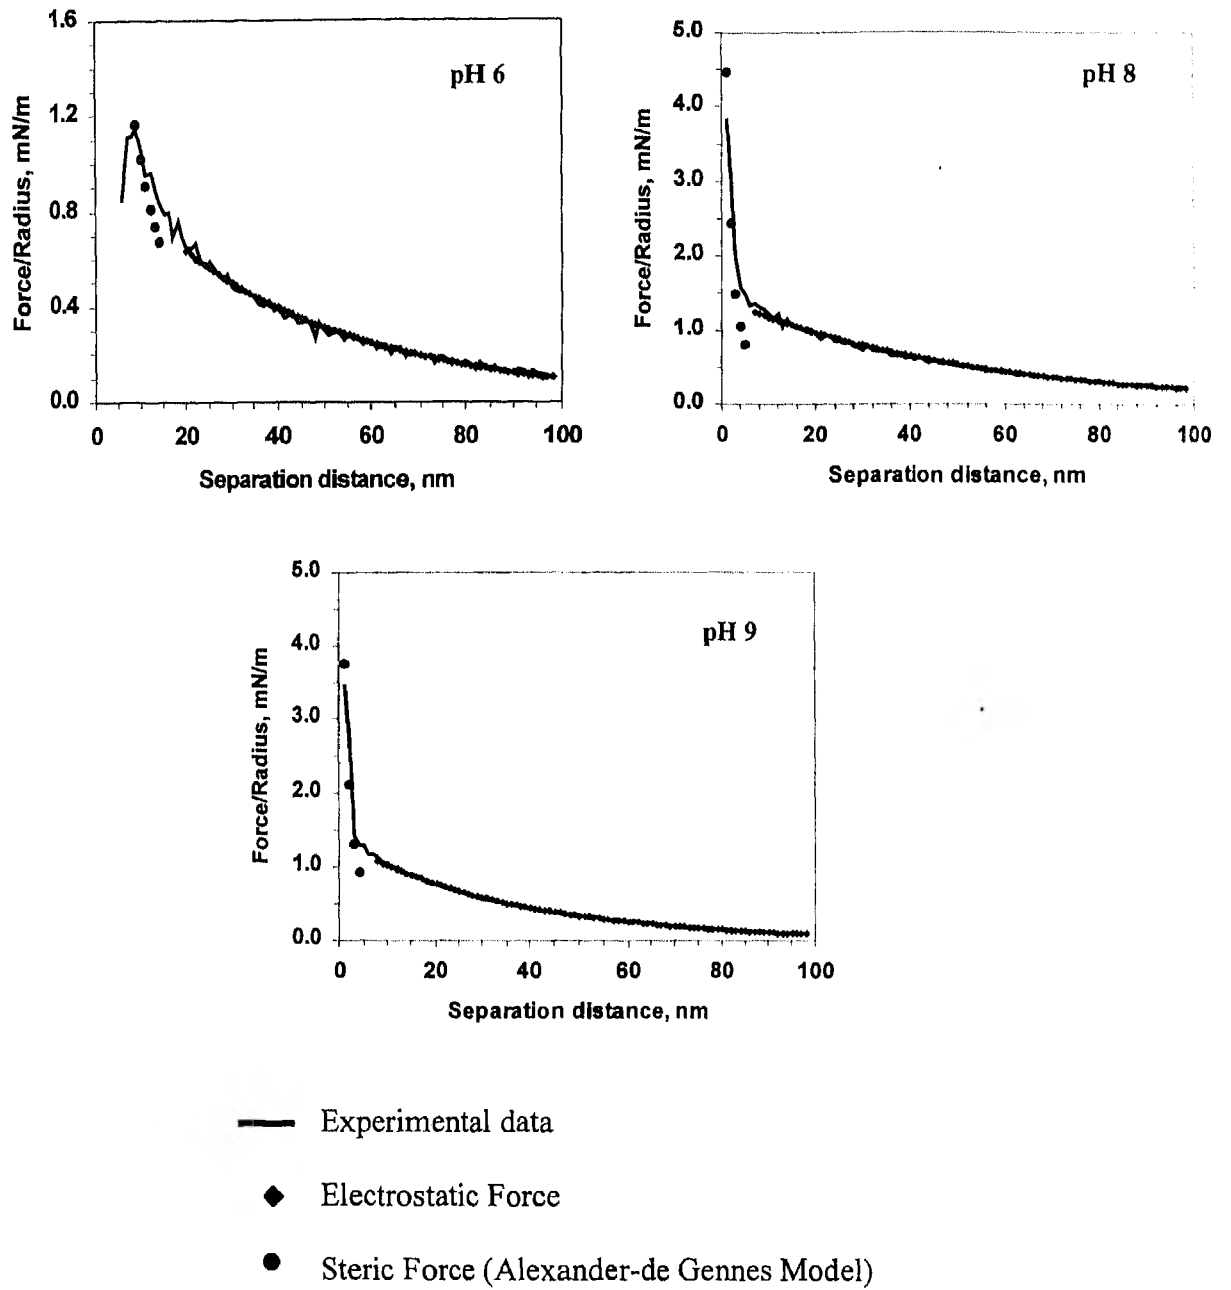 pH 6
Force/Radius, mN/m
1.6
1.2
0.8
0.4
0.0
0 20 40 60 80 100
Separation distance, nm
pH 8
Force/Radius, mN/m
5.0
4.0
3.0
2.0
1.0
0.0
0 20 40 60 80 100
Separation distance, nm
pH 9
Force/Radius, mN/m
5.0
4.0
3.0
2.0
1.0
0.0
0 20 40 60 80 100
Separation distance, nm
Experimental data
Electrostatic Force
Steric Force (Alexander-de Gennes Model)